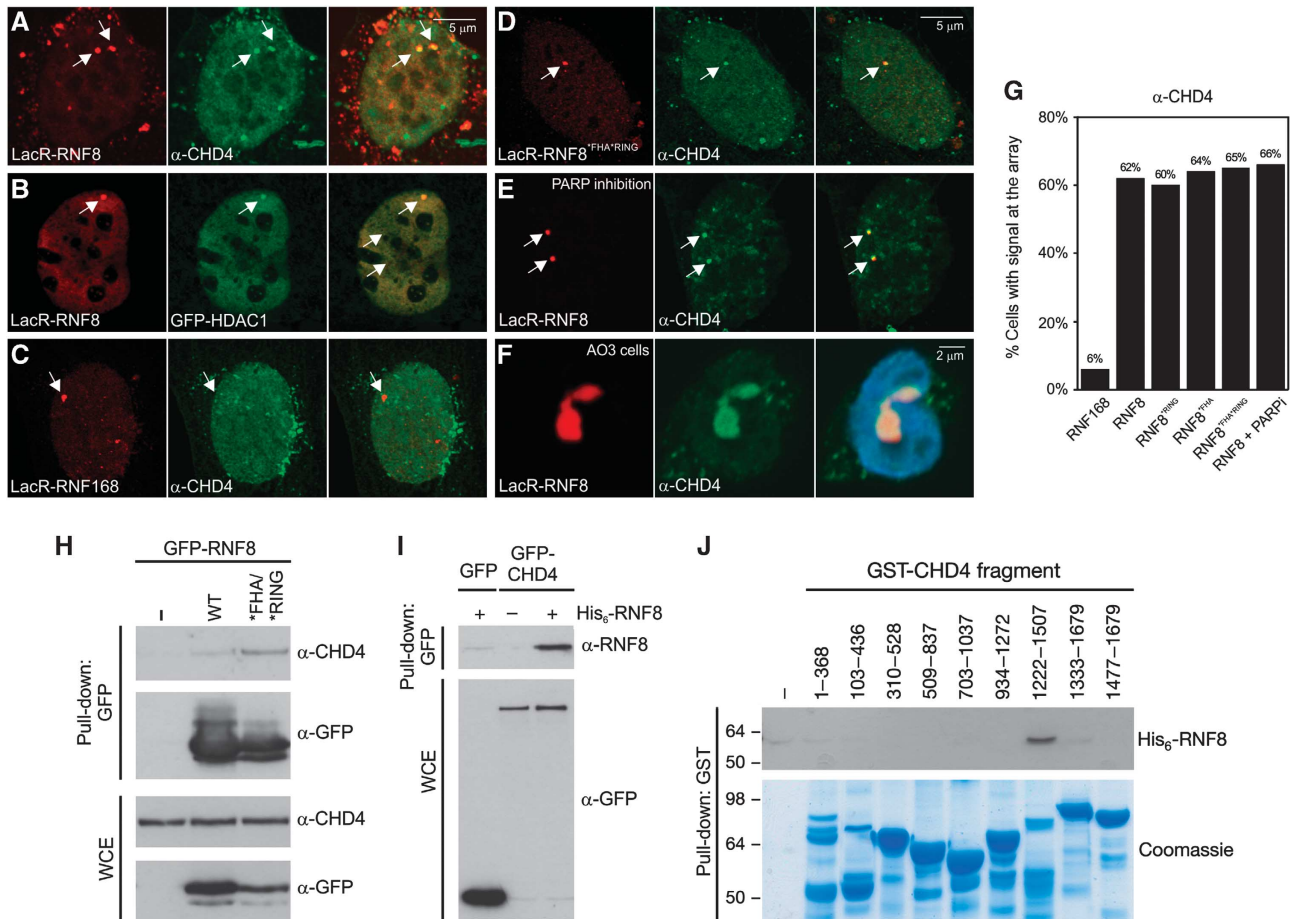 A
5 μm
LacR-RNF8
α-CHD4
B
LacR-RNF8
GFP-HDAC1
C
LacR-RNF168
α-CHD4
D
5 μm
LacR-RNF8*FHA*RING
α-CHD4
E
PARP inhibition
LacR-RNF8
α-CHD4
F
AO3 cells
2 μm
LacR-RNF8
α-CHD4
G
α-CHD4
% Cells with signal at the array
80%
60%
40%
20%
0%
6%
62%
60%
64%
65%
66%
RNF168
RNF8
RNF8*RING
RNF8*FHA
RNF8*FHA*RING
RNF8 + PARPi
H
GFP-RNF8
–
WT
*FHA/
*RING
Pull-down:
GFP
α-CHD4
α-GFP
WCE
α-CHD4
α-GFP
I
GFP
GFP-
CHD4
+ – + His6-RNF8
Pull-down:
GFP
α-RNF8
WCE
α-GFP
J
GST-CHD4 fragment
–
1–368
103–436
310–528
509–837
703–1037
934–1272
1222–1507
1333–1679
1477–1679
Pull-down: GST
64 –
50 –
His6-RNF8
98 –
64 –
50 –
Coomassie